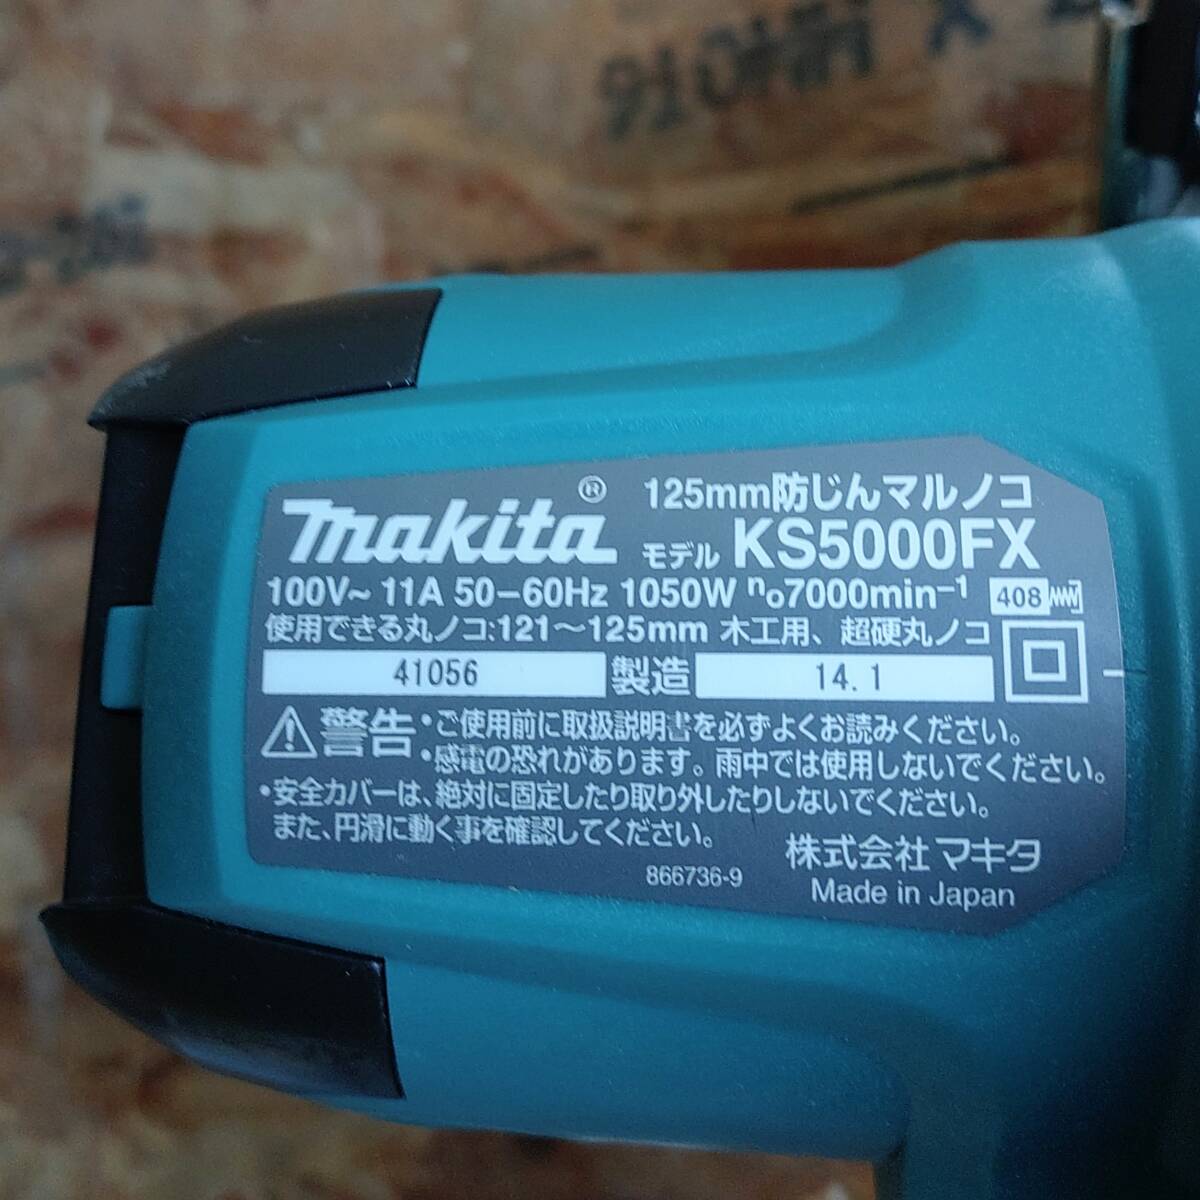 makita®
125mm防じんマルノコ
モデル KS5000FX
100V~ 11A 50-60Hz 1050W n₀7000min⁻¹ 408
使用できる丸ノコ:121~125mm 木工用、超硬丸ノコ
41056 製造 14.1
⚠警告・ご使用前に取扱説明書を必ずよくお読みください。
・感電の恐れがあります。雨中では使用しないでください。
・安全カバーは、絶対に固定したり取り外したりしないでください。
また、円滑に動く事を確認してください。
株式会社マキタ
866736-9
Made in Japan